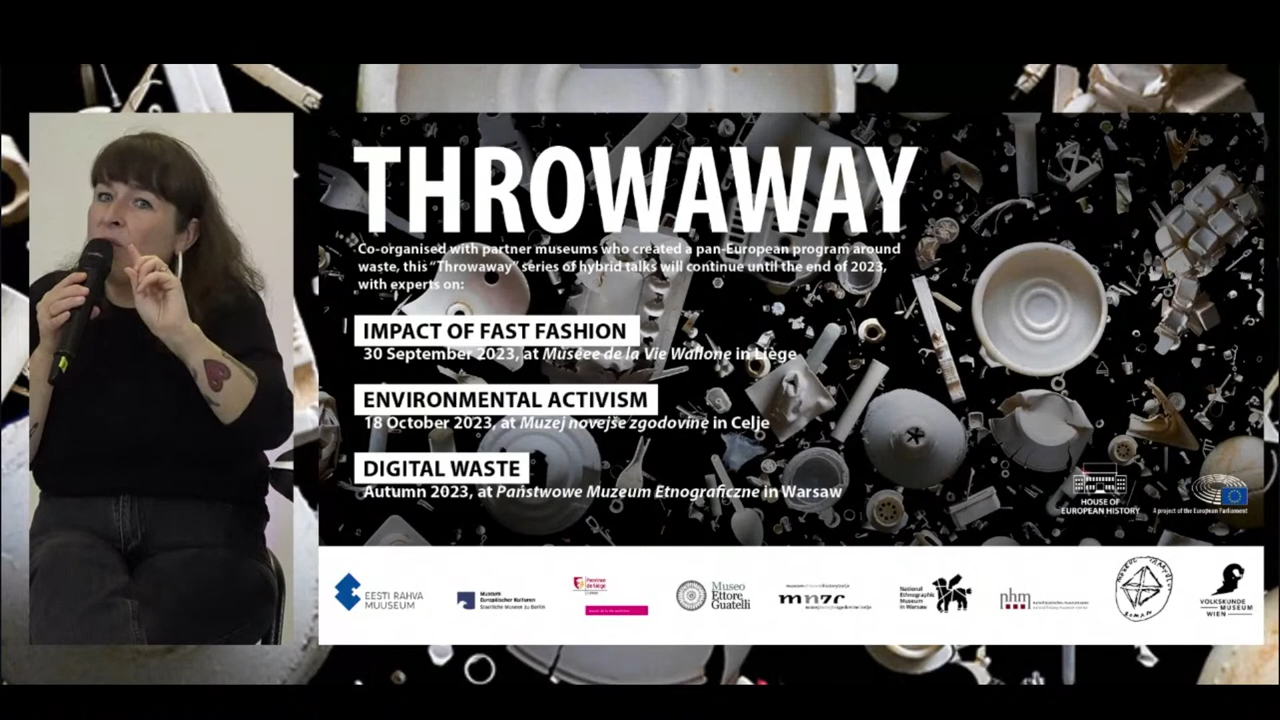 THROWAWAY
Co-organised with partner museums who created a pan-European program around
waste, this “Throwaway” series of hybrid talks will continue until the end of 2023,
with experts on:
IMPACT OF FAST FASHION
30 September 2023, at Muséee de la Vie Wallone in Liège
ENVIRONMENTAL ACTIVISM
18 October 2023, at Muzej novejše zgodovine in Celje
DIGITAL WASTE
Autumn 2023, at Państwowe Muzeum Etnograficzne in Warsaw
HOUSE OF
EUROPEAN HISTORY
A project of the European Parliament
EESTI RAHVA
MUUSEUM
Museum
Europäischer Kulturen
Staatliche Museen zu Berlin
Province
de Liège
Museo
Ettore
Guatelli
mnzc
National
Ethnographic
Museum
in Warsaw
nhm
VOLKSKUNDE
MUSEUM
WIEN